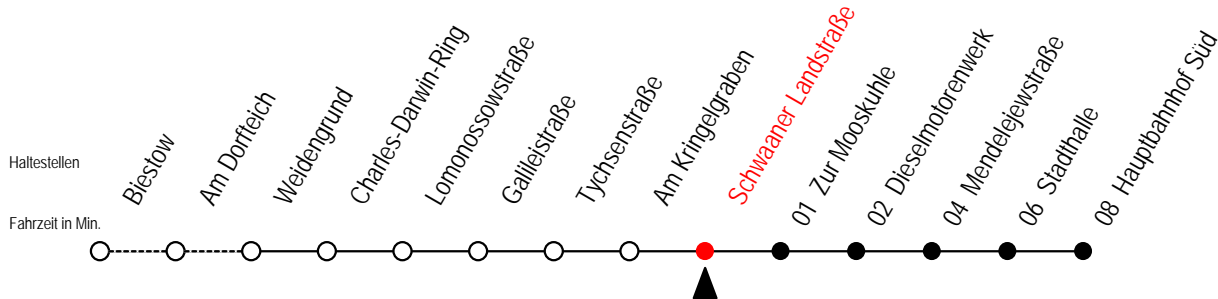 Haltestellen
Fahrzeit in Min.
Biestow
Am Dorfteich
Weidengrund
Charles-Darwin-Ring
Lomonossowstraße
Galileistraße
Tychsenstraße
Am Kringelgraben
Schwaaner Landstraße
01 Zur Mooskuhle
02 Dieselmotorenwerk
04 Mendelejewstraße
06 Stadthalle
08 Hauptbahnhof Süd